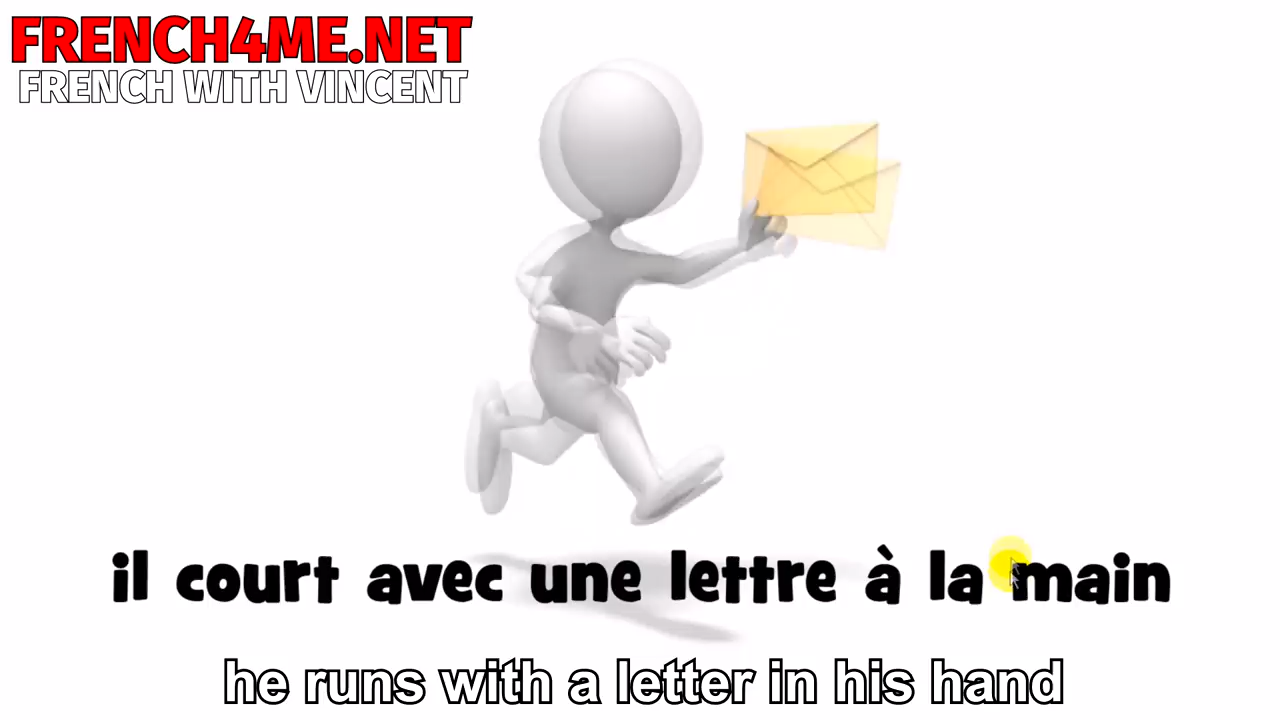 FRENCH4ME.NET
FRENCH WITH VINCENT
il court avec une lettre à la main
he runs with a letter in his hand